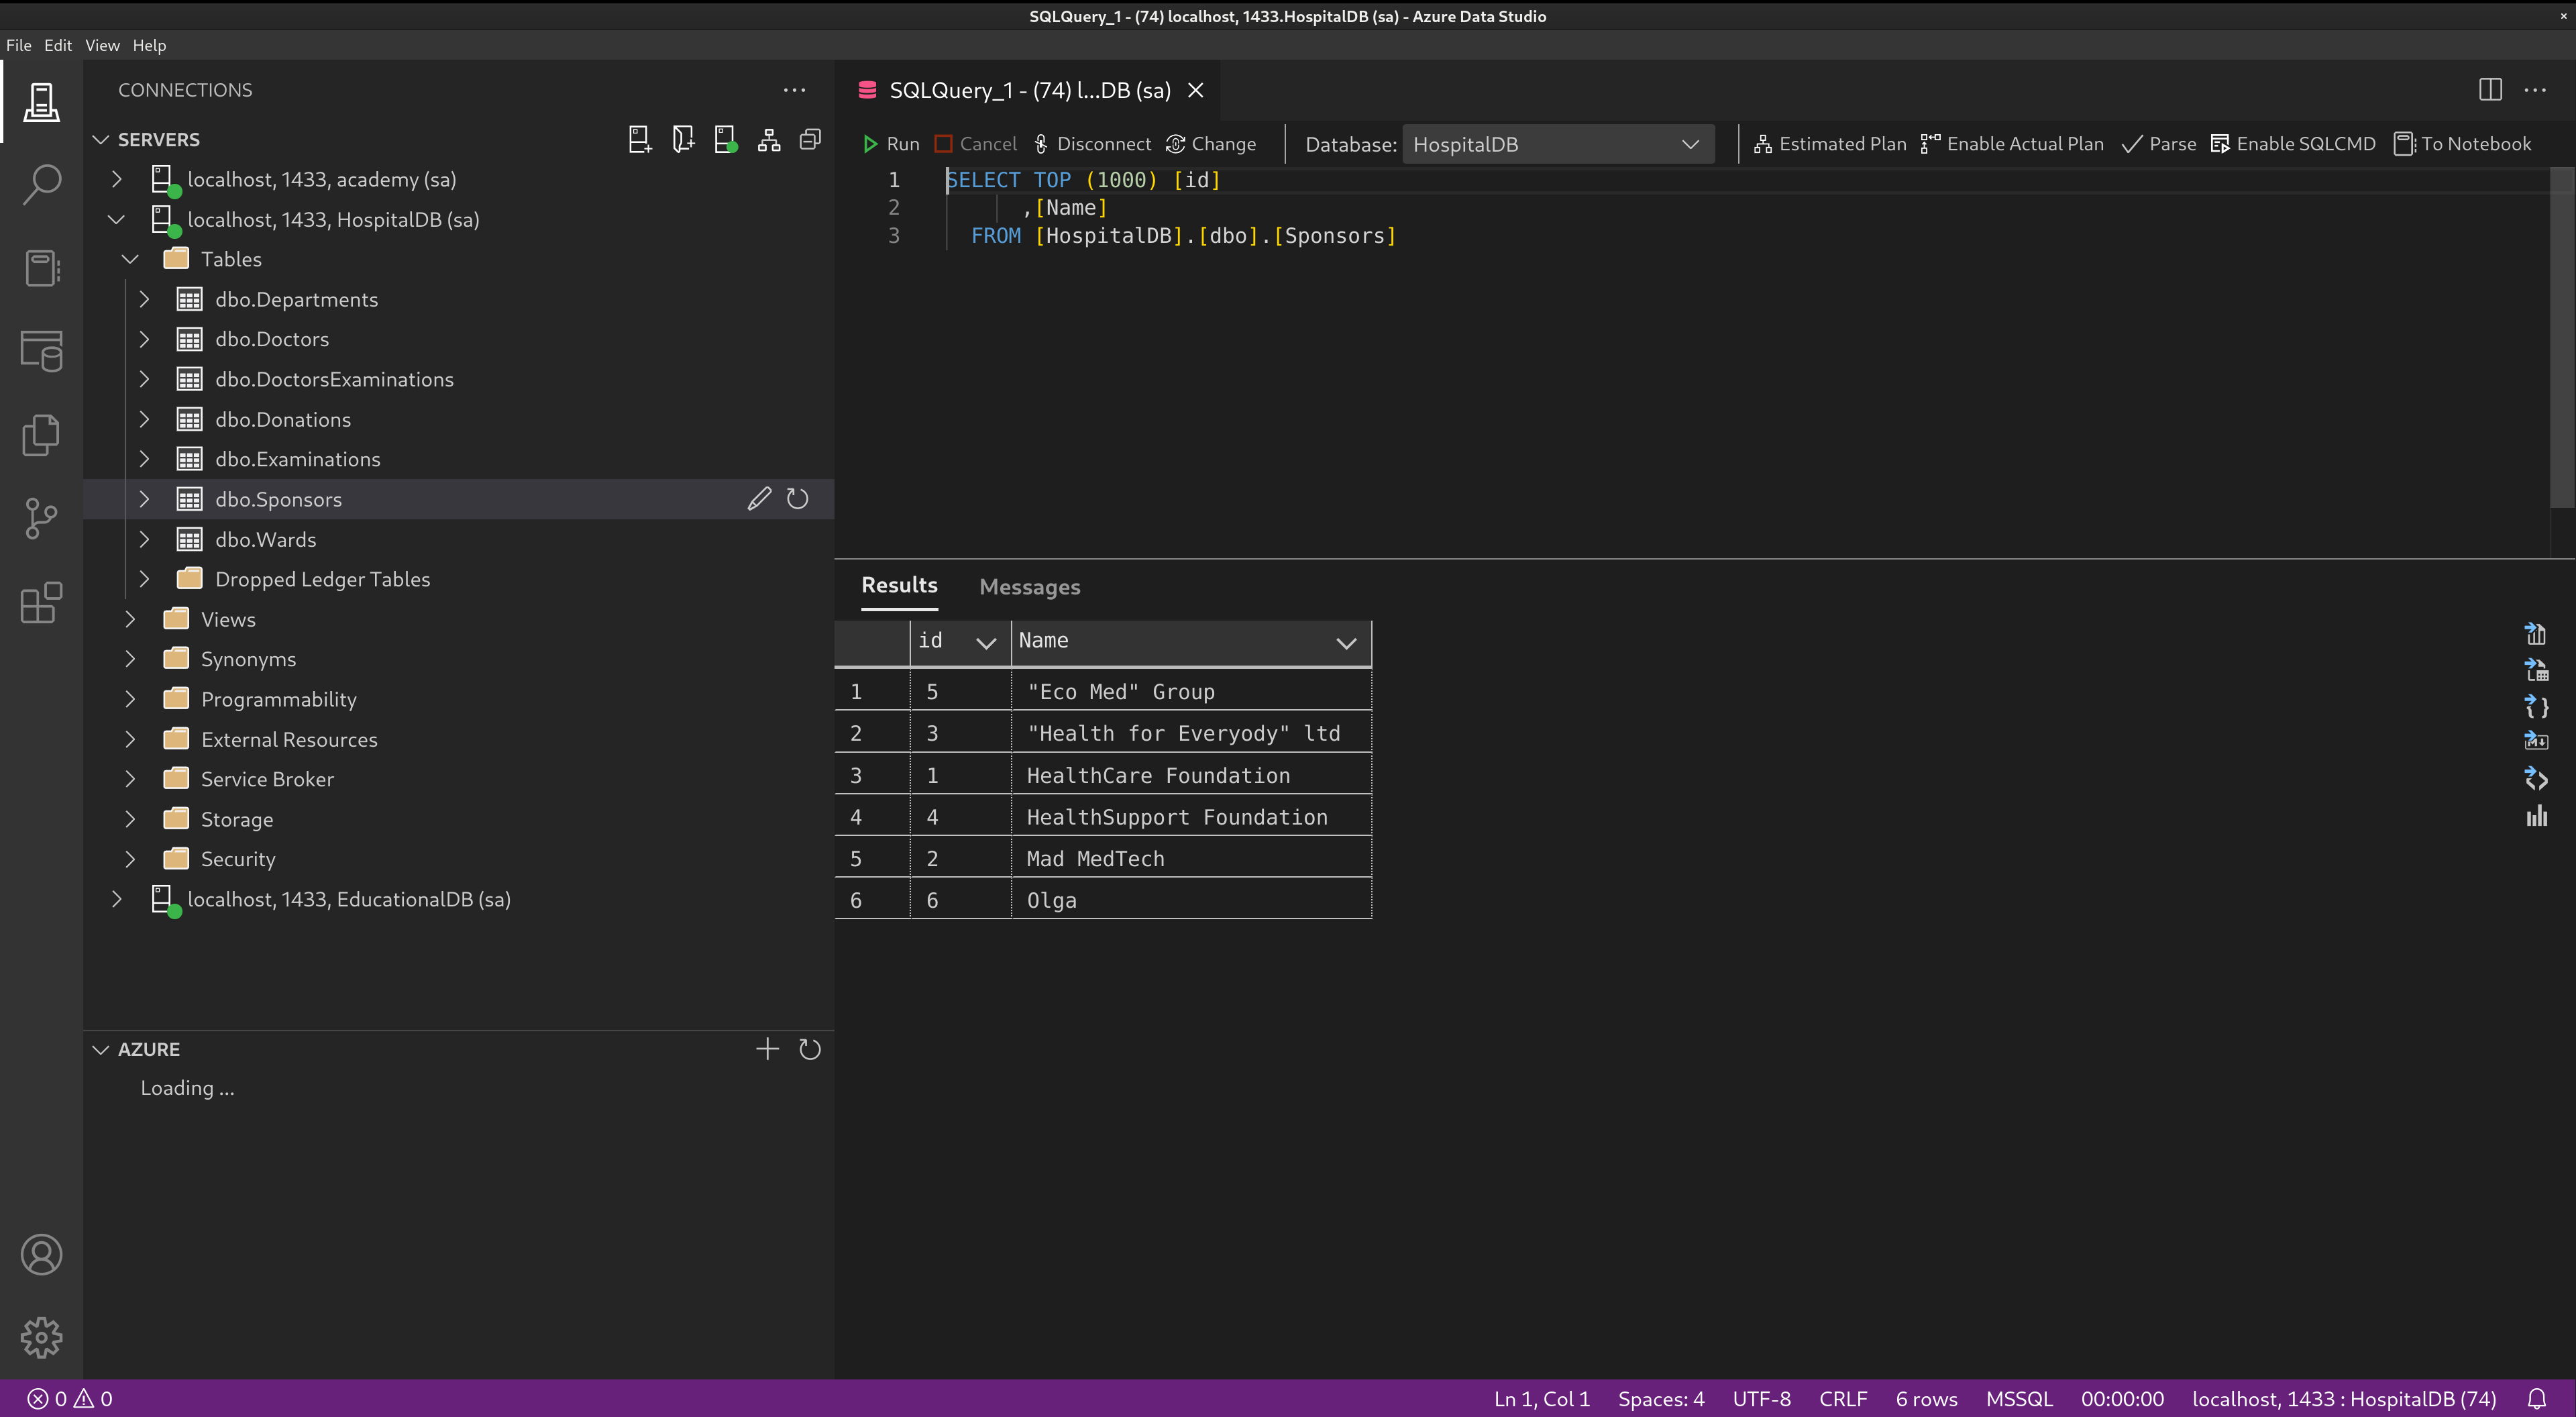 SQLQuery_1 - (74) localhost, 1433.HospitalDB (sa) - Azure Data Studio
File Edit View Help
CONNECTIONS
SERVERS
localhost, 1433, academy (sa)
localhost, 1433, HospitalDB (sa)
Tables
dbo.Departments
dbo.Doctors
dbo.DoctorsExaminations
dbo.Donations
dbo.Examinations
dbo.Sponsors
dbo.Wards
Dropped Ledger Tables
Views
Synonyms
Programmability
External Resources
Service Broker
Storage
Security
localhost, 1433, EducationalDB (sa)
AZURE
Loading ...
SQLQuery_1 - (74) l...DB (sa)
Run Cancel Disconnect Change Database: HospitalDB Estimated Plan Enable Actual Plan Parse Enable SQLCMD To Notebook
1 SELECT TOP (1000) [id]
2 ,[Name]
3 FROM [HospitalDB].[dbo].[Sponsors]
Results Messages
id Name
1 5 "Eco Med" Group
2 3 "Health for Everyody" ltd
3 1 HealthCare Foundation
4 4 HealthSupport Foundation
5 2 Mad MedTech
6 6 Olga
0 0 Ln 1, Col 1 Spaces: 4 UTF-8 CRLF 6 rows MSSQL 00:00:00 localhost, 1433 : HospitalDB (74)